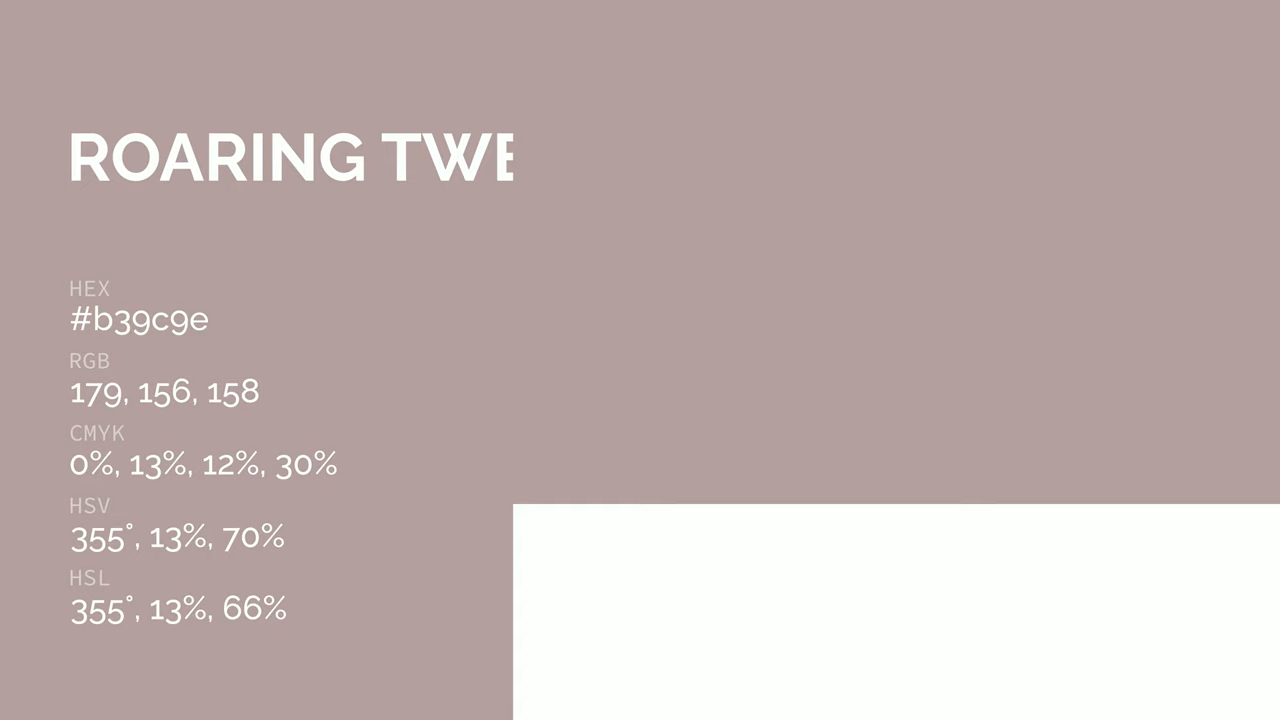 ROARING TWE
HEX
#b39c9e
RGB
179, 156, 158
CMYK
0%, 13%, 12%, 30%
HSV
355°, 13%, 70%
HSL
355°, 13%, 66%